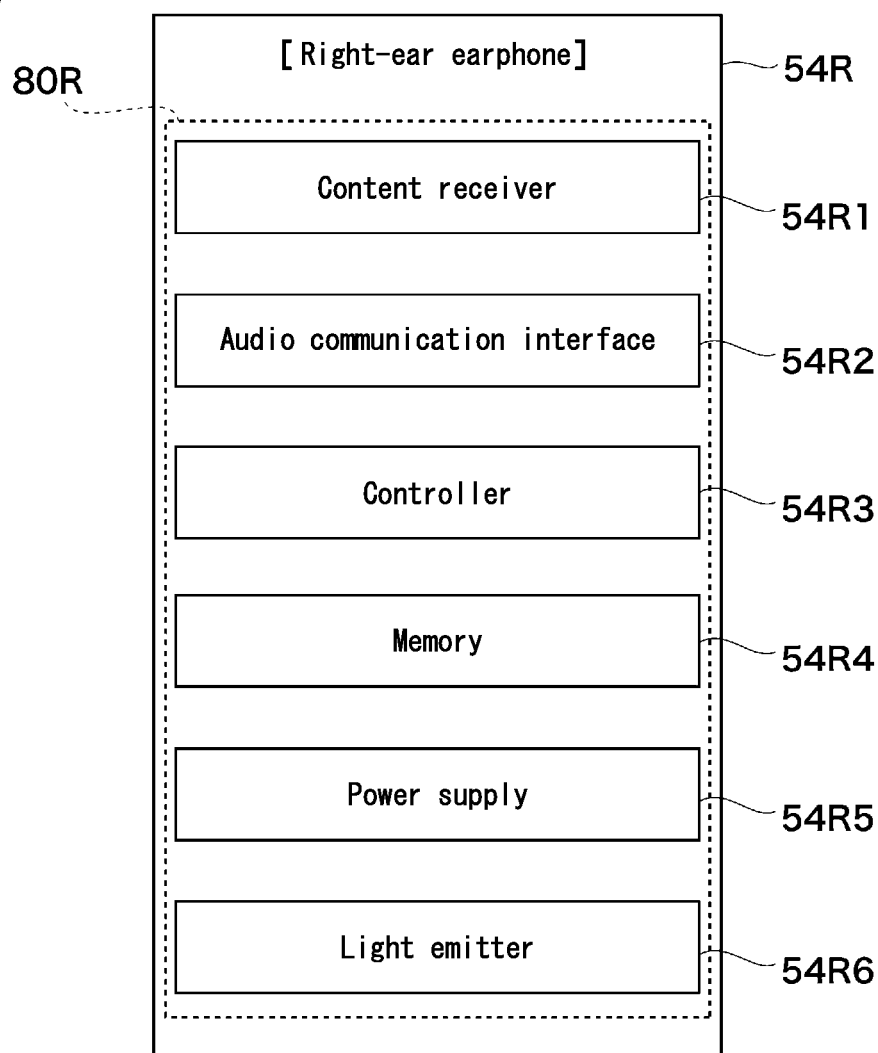 [Right-ear earphone]
54R
80R
Content receiver
54R1
Audio communication interface
54R2
Controller
54R3
Memory
54R4
Power supply
54R5
Light emitter
54R6